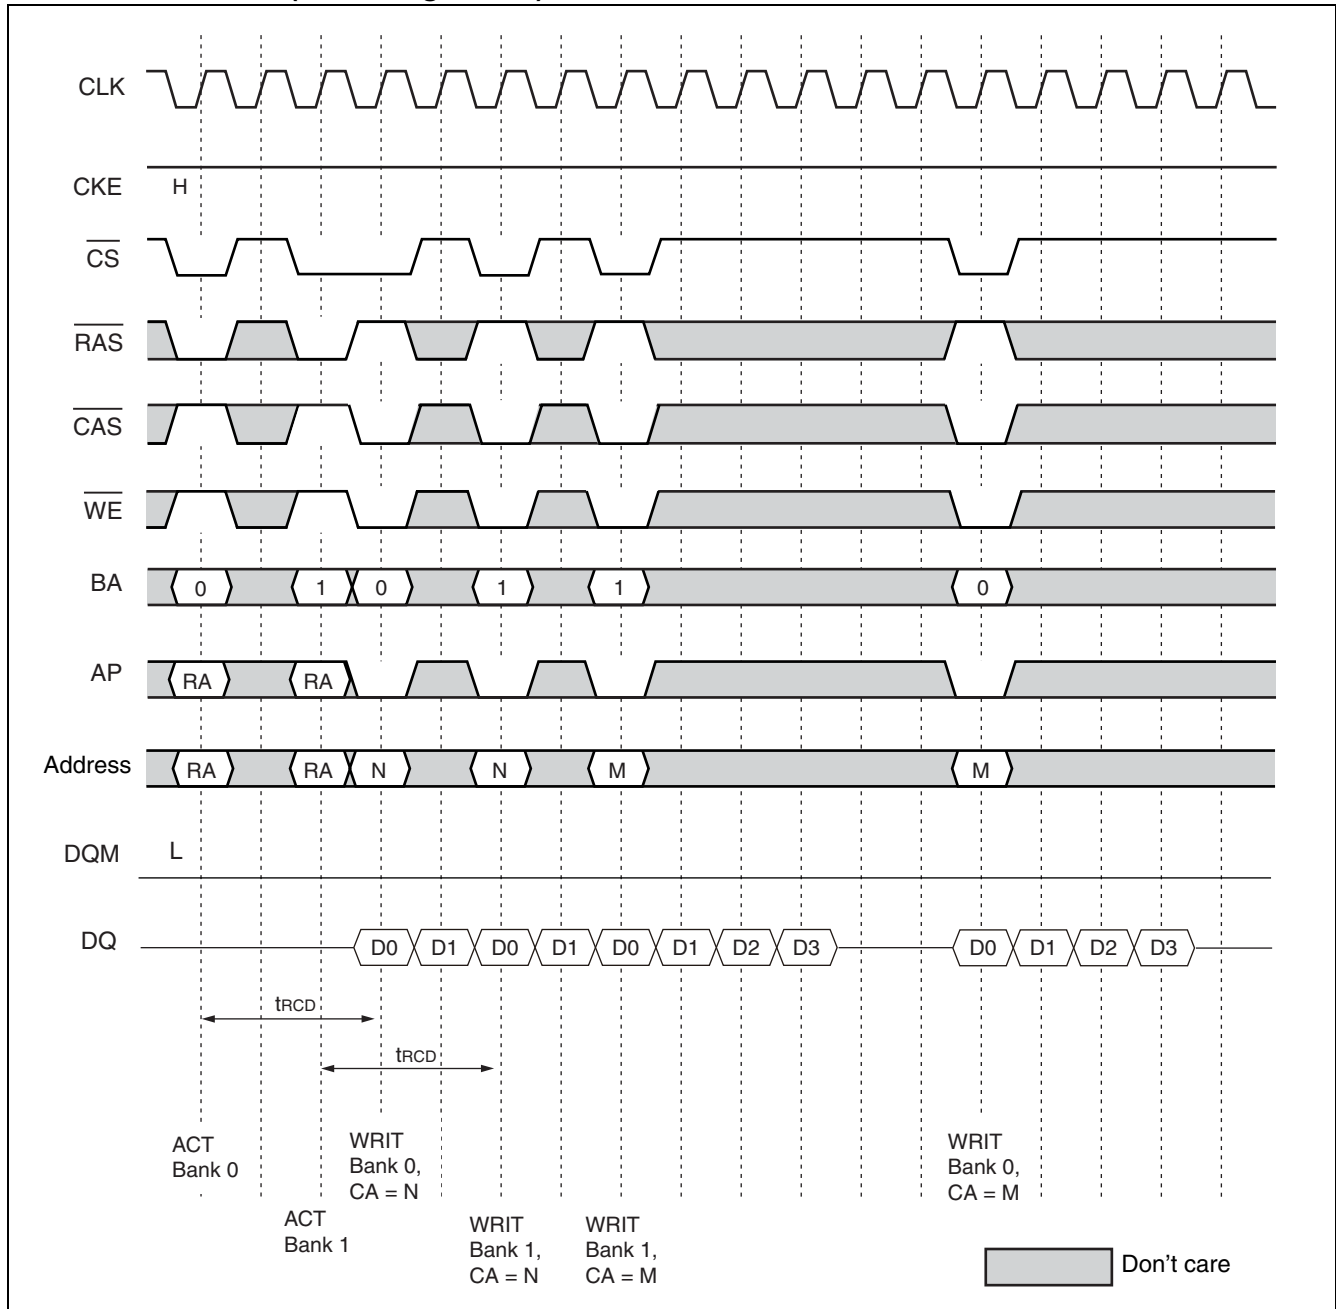 CLK
CKE H
CS
RAS
CAS
WE
BA 0 1 0 1 1 0
AP RA RA
Address RA RA N N M M
DQM L
DQ D0 D1 D0 D1 D0 D1 D2 D3 D0 D1 D2 D3
tRCD
tRCD
ACT
Bank 0
WRIT
Bank 0,
CA = N
WRIT
Bank 0,
CA = M
ACT
Bank 1
WRIT
Bank 1,
CA = N
WRIT
Bank 1,
CA = M
Don't care